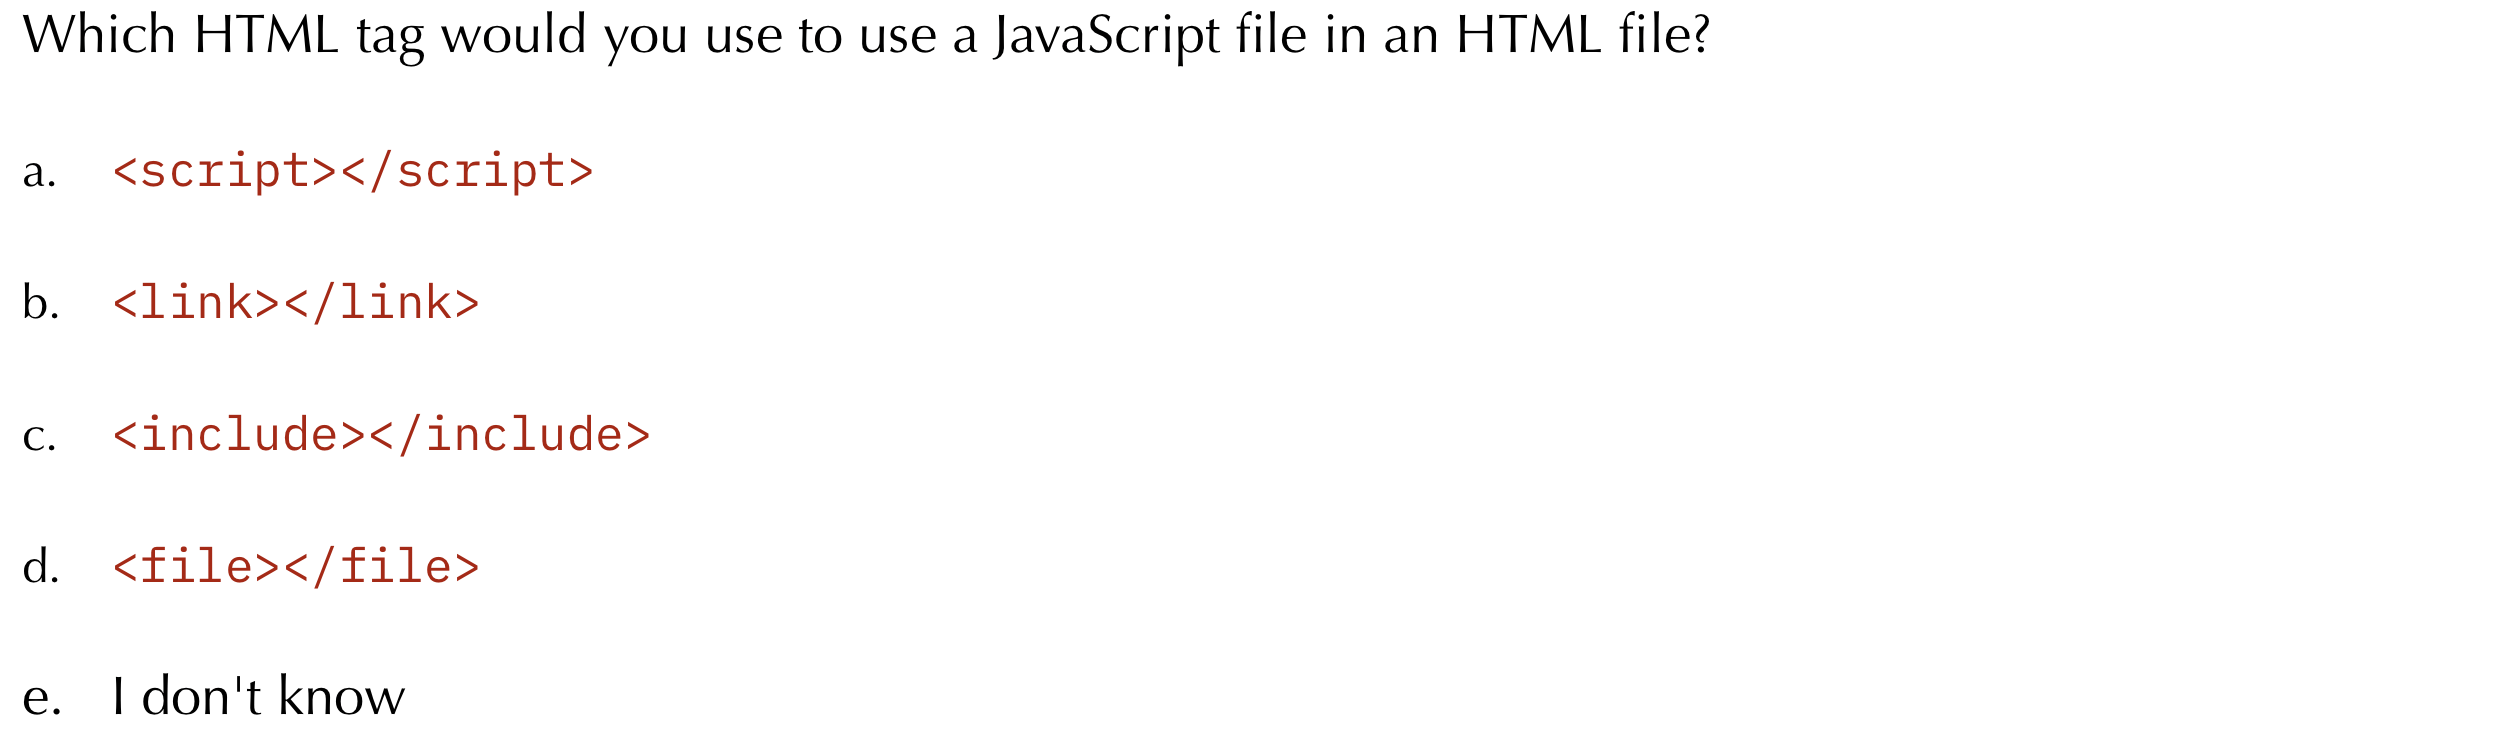 Which HTML tag would you use to use a JavaScript file in an HTML file?
a. <script></script>
b. <link></link>
c. <include></include>
d. <file></file>
e. I don't know